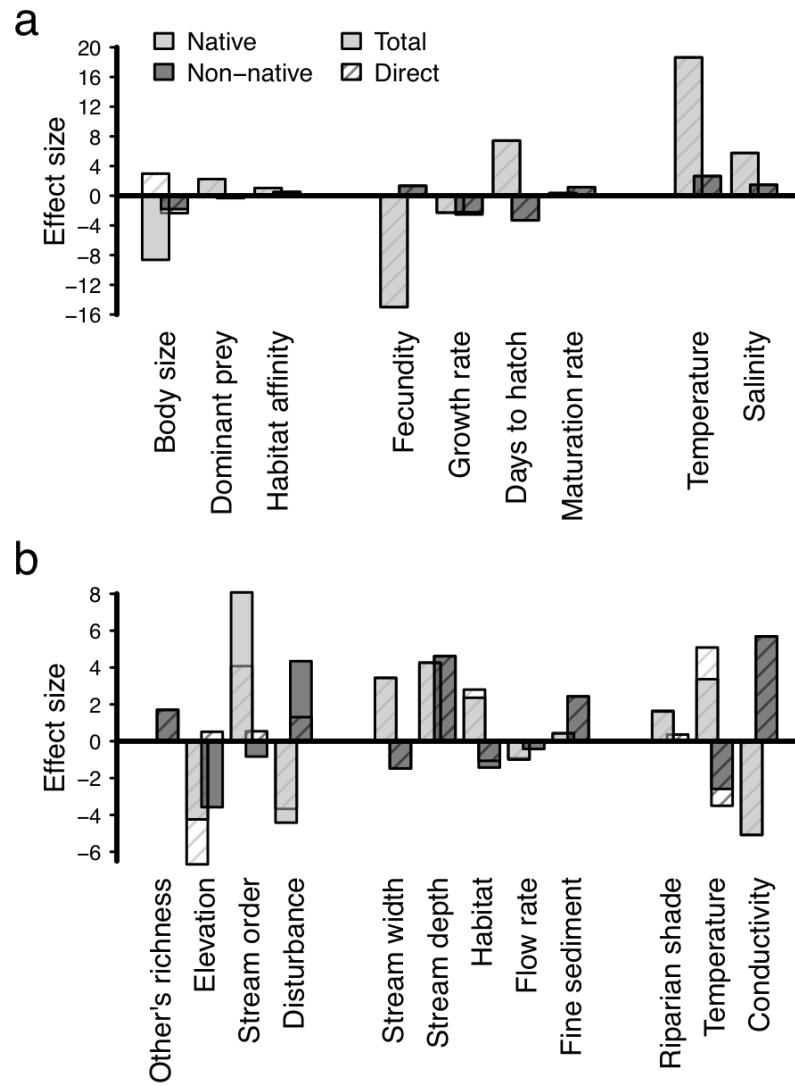 a
Native
Total
Non−native
Direct
Effect size
20
16
12
8
4
0
−4
−8
−12
−16
Body size
Dominant prey
Habitat affinity
Fecundity
Growth rate
Days to hatch
Maturation rate
Temperature
Salinity
b
Effect size
8
6
4
2
0
−2
−4
−6
Other's richness
Elevation
Stream order
Disturbance
Stream width
Stream depth
Habitat
Flow rate
Fine sediment
Riparian shade
Temperature
Conductivity